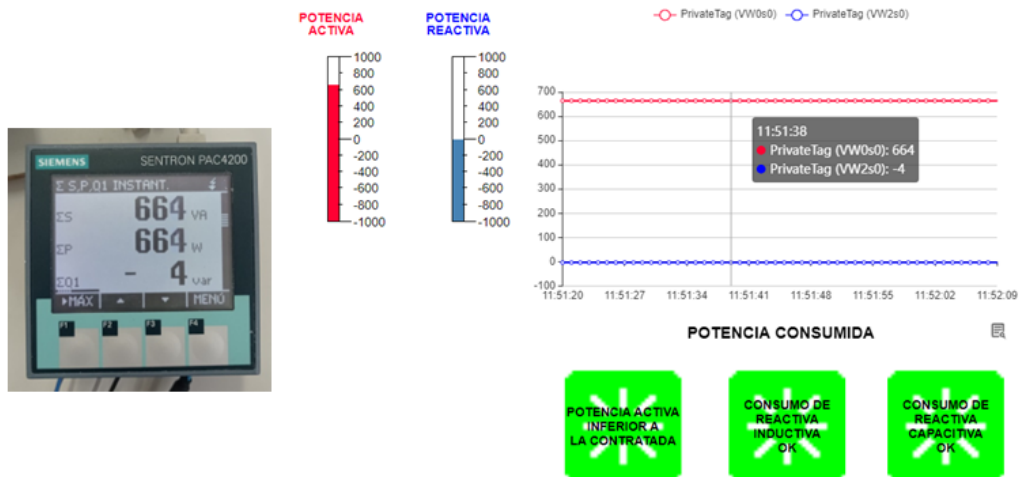 SIEMENS
SENTRON PAC4200
Σ S,P,Q1 INSTANT.
ΣS 664 VA
ΣP 664 W
ΣQ1 - 4 var
▶MÁX ▲ ▼ MENÚ
F1 F2 F3 F4
POTENCIA
ACTIVA
1000
800
600
400
200
0
-200
-400
-600
-800
-1000
POTENCIA
REACTIVA
1000
800
600
400
200
0
-200
-400
-600
-800
-1000
PrivateTag (VW0s0) PrivateTag (VW2s0)
700
600
500
400
300
200
100
0
-100
11:51:38
PrivateTag (VW0s0): 664
PrivateTag (VW2s0): -4
11:51:20 11:51:27 11:51:34 11:51:41 11:51:48 11:51:55 11:52:02 11:52:09
POTENCIA CONSUMIDA
POTENCIA ACTIVA
INFERIOR A
LA CONTRATADA
CONSUMO DE
REACTIVA
INDUCTIVA
OK
CONSUMO DE
REACTIVA
CAPACITIVA
OK